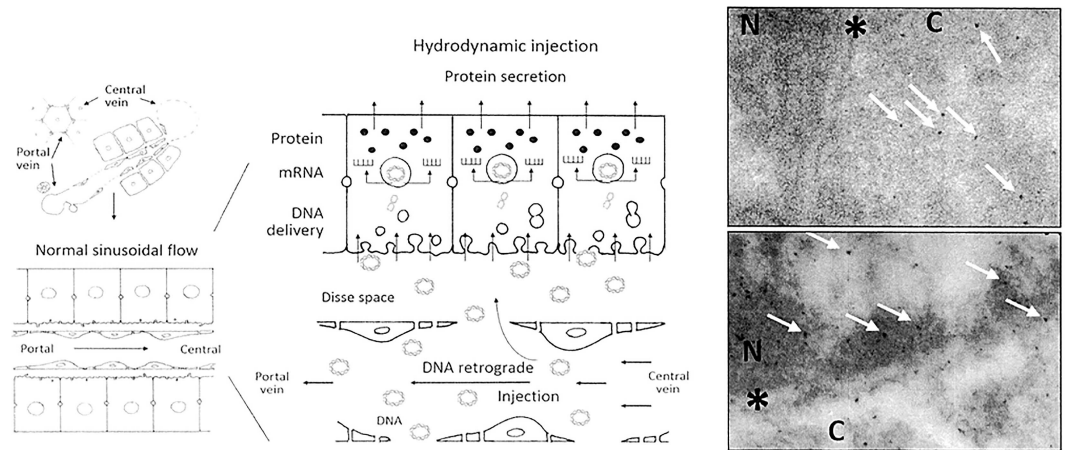 Central
vein
Portal
vein
Normal sinusoidal flow
Portal
Central
Hydrodynamic injection
Protein secretion
Protein
mRNA
DNA
delivery
Disse space
DNA retrograde
Injection
Portal
vein
Central
vein
DNA
N
*
C
N
*
C